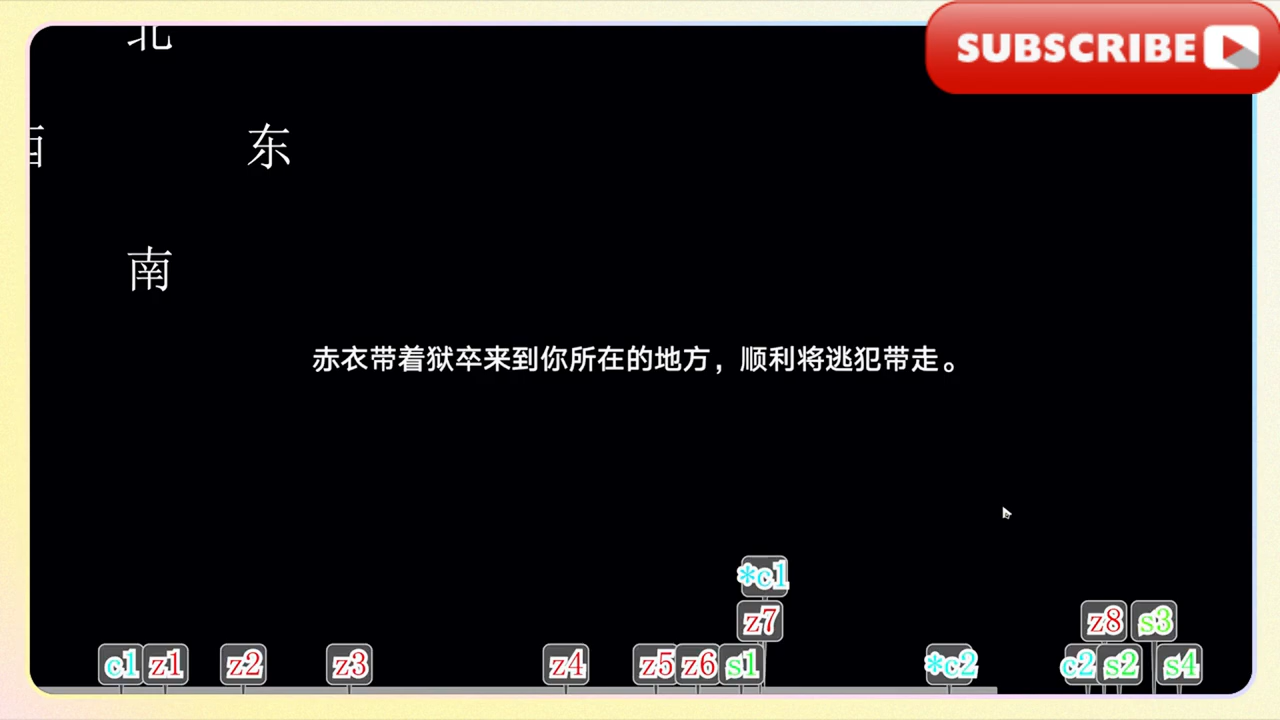 SUBSCRIBE
北
西 东
南
赤衣带着狱卒来到你所在的地方，顺利将逃犯带走。
*c1
z7 z8 s3
c1 z1 z2 z3 z4 z5 z6 s1 *c2 c2 s2 s4